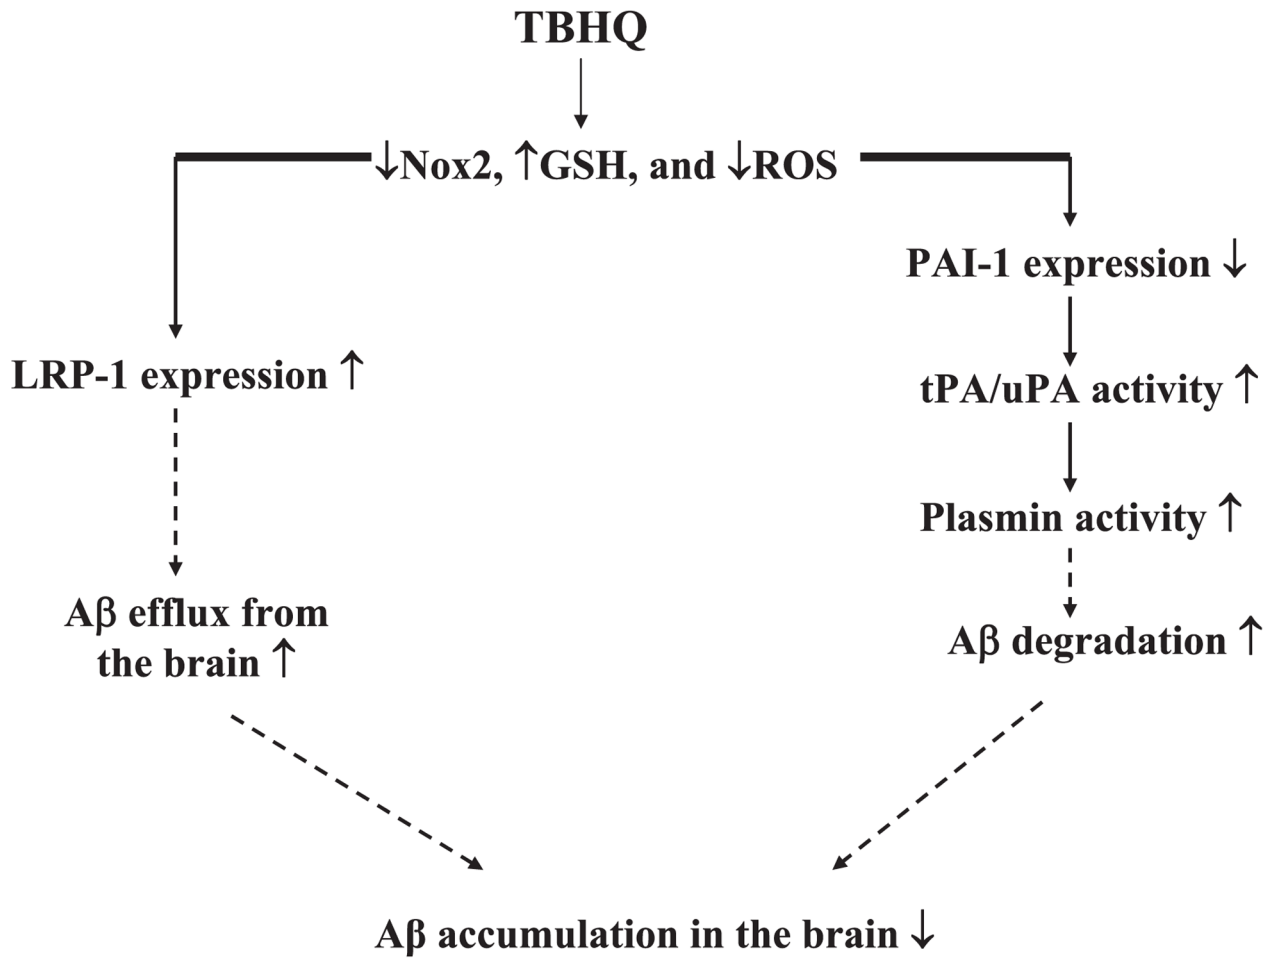 TBHQ
↓Nox2, ↑GSH, and ↓ROS
PAI-1 expression ↓
LRP-1 expression ↑
tPA/uPA activity ↑
Plasmin activity ↑
Aβ efflux from
the brain ↑
Aβ degradation ↑
Aβ accumulation in the brain ↓